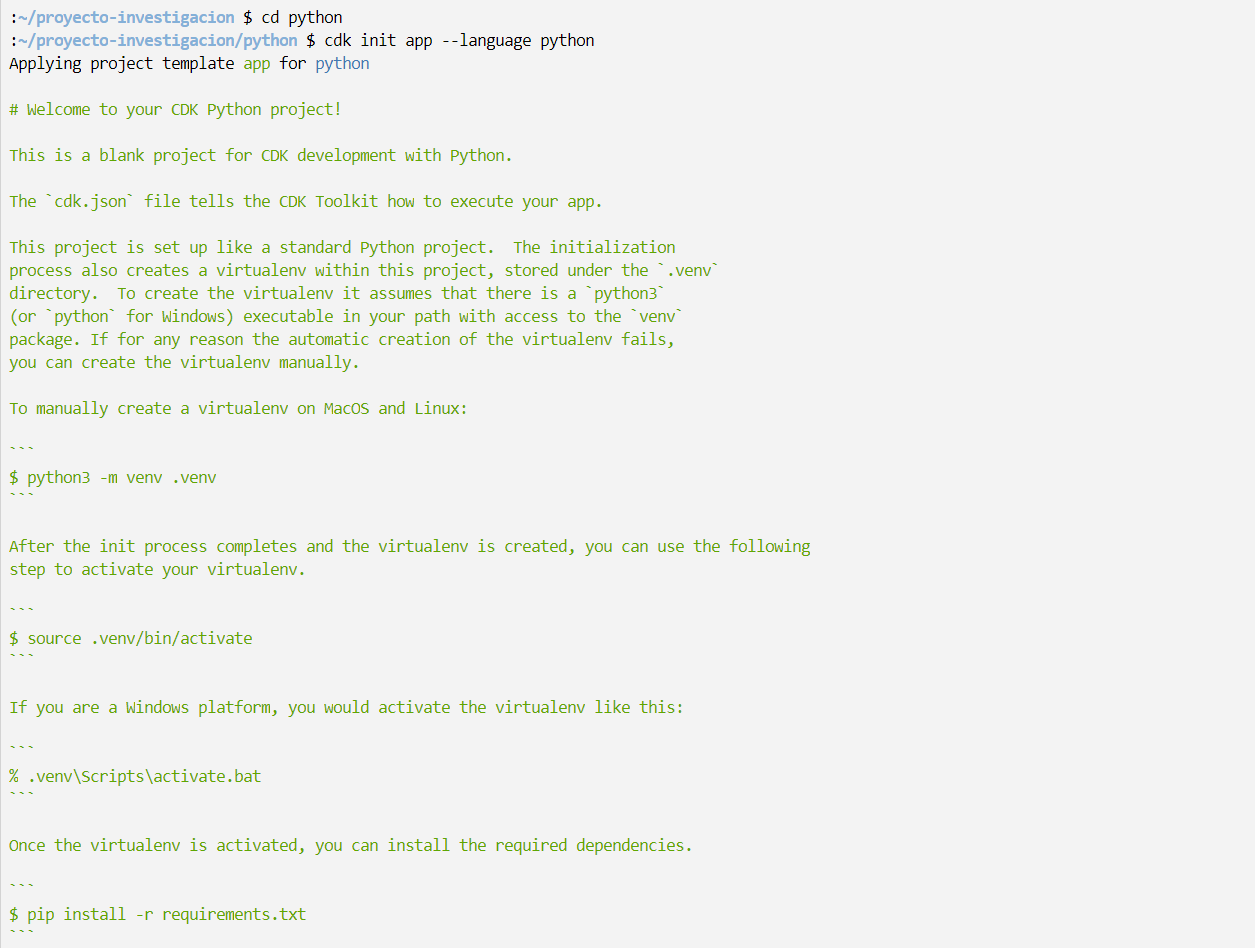 :~/proyecto-investigacion $ cd python
:~/proyecto-investigacion/python $ cdk init app --language python
Applying project template app for python
# Welcome to your CDK Python project!
This is a blank project for CDK development with Python.
The `cdk.json` file tells the CDK Toolkit how to execute your app.
This project is set up like a standard Python project.  The initialization
process also creates a virtualenv within this project, stored under the `.venv`
directory.  To create the virtualenv it assumes that there is a `python3`
(or `python` for Windows) executable in your path with access to the `venv`
package. If for any reason the automatic creation of the virtualenv fails,
you can create the virtualenv manually.
To manually create a virtualenv on MacOS and Linux:
```
$ python3 -m venv .venv
```
After the init process completes and the virtualenv is created, you can use the following
step to activate your virtualenv.
```
$ source .venv/bin/activate
```
If you are a Windows platform, you would activate the virtualenv like this:
```
% .venv\Scripts\activate.bat
```
Once the virtualenv is activated, you can install the required dependencies.
```
$ pip install -r requirements.txt
```